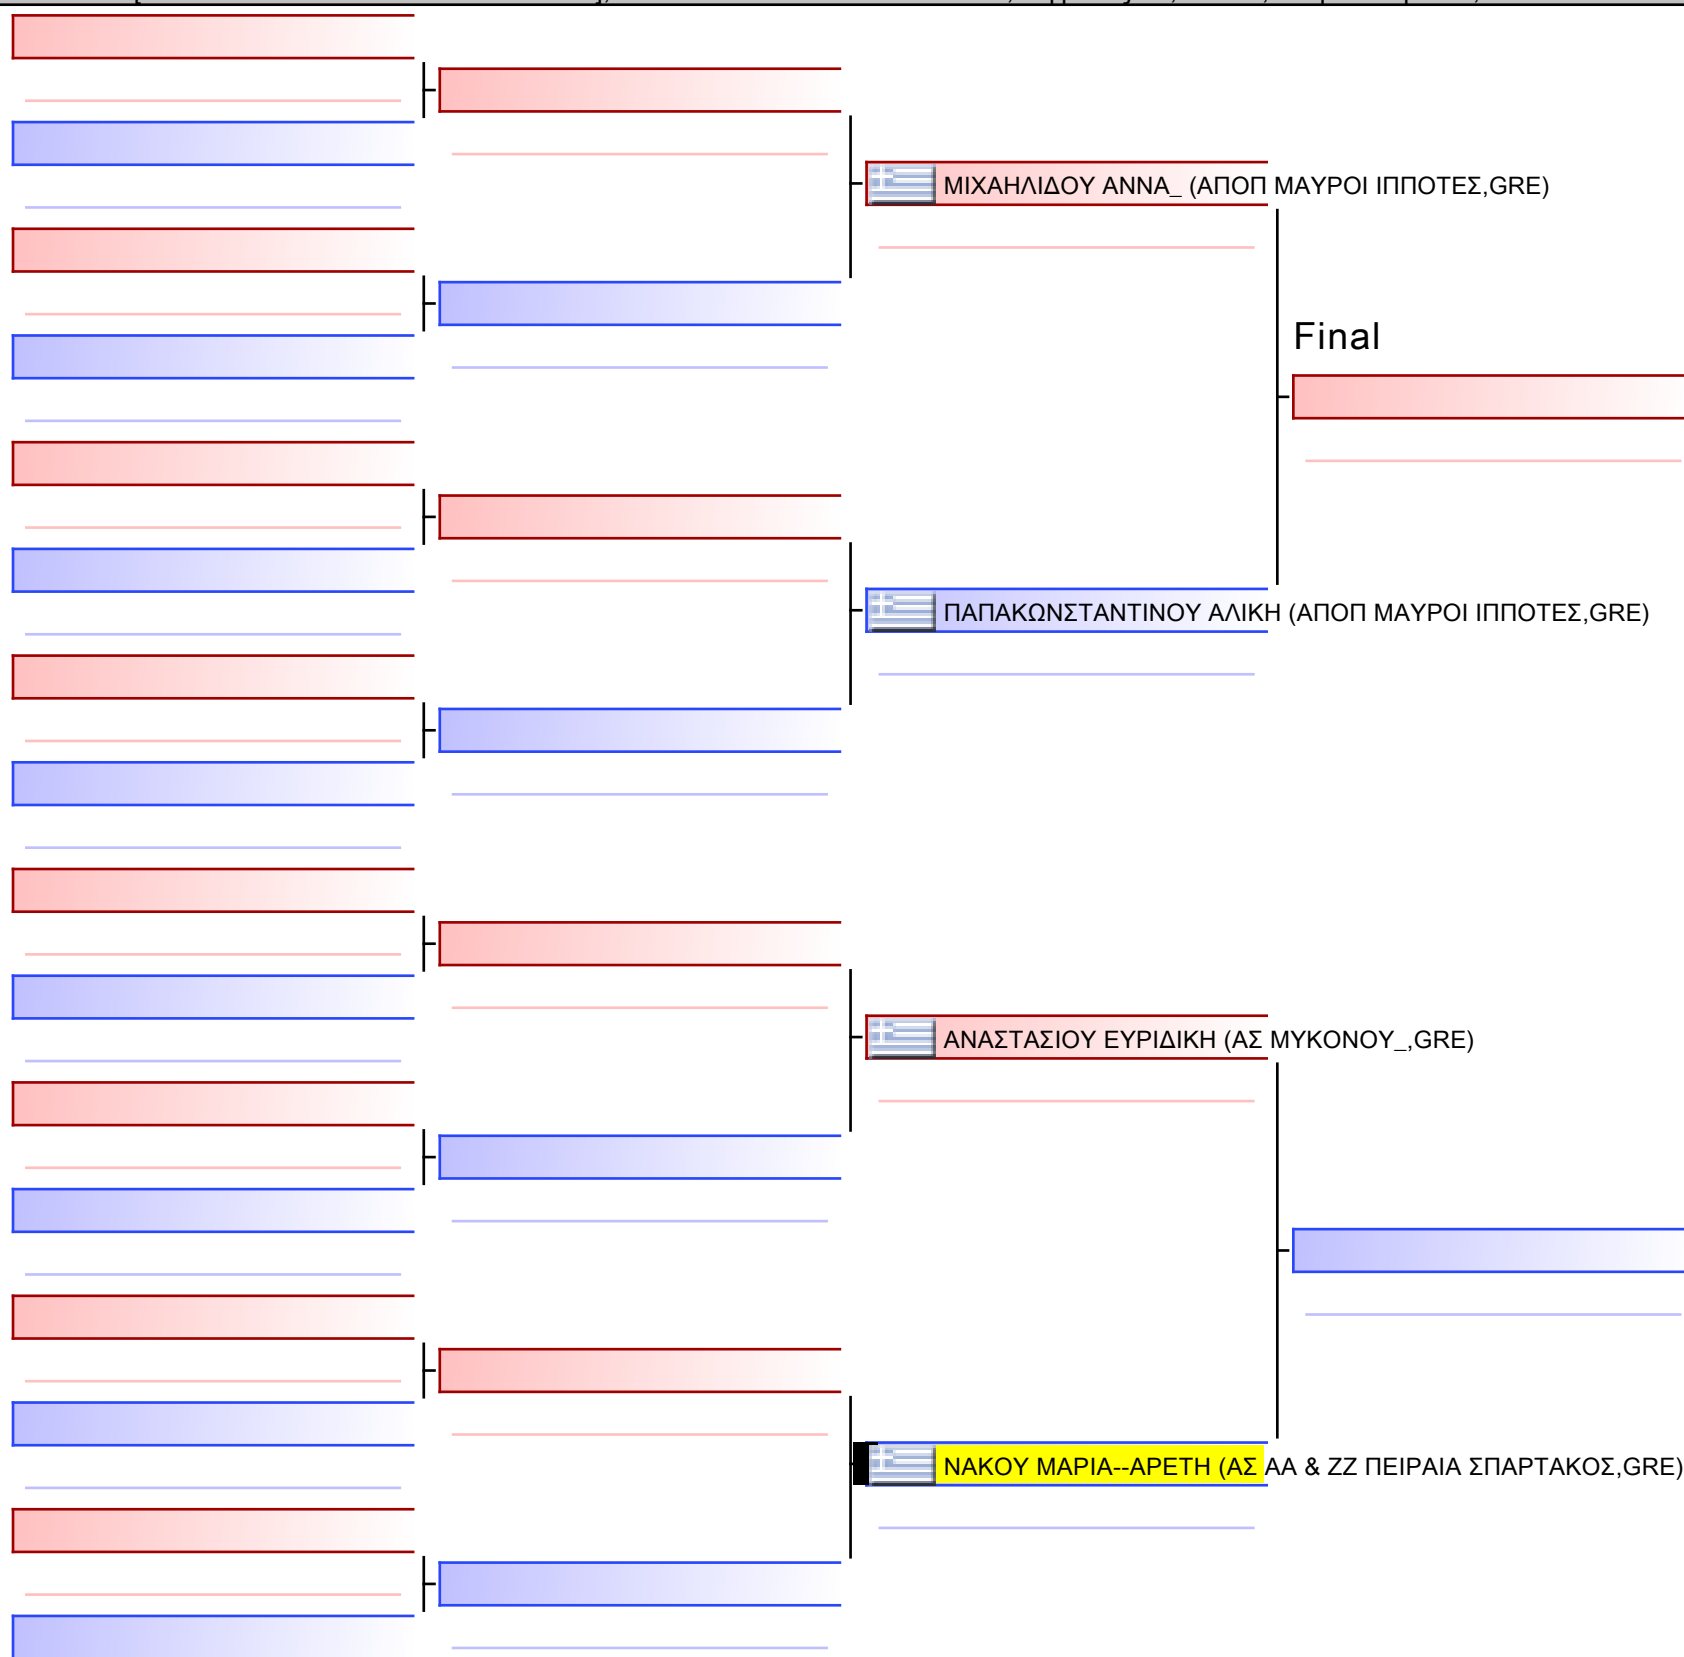 ΜΙΧΑΗΛΙΔΟΥ ΑΝΝΑ_ (ΑΠΟΠ ΜΑΥΡΟΙ ΙΠΠΟΤΕΣ,GRE)
Final
ΠΑΠΑΚΩΝΣΤΑΝΤΙΝΟΥ ΑΛΙΚΗ (ΑΠΟΠ ΜΑΥΡΟΙ ΙΠΠΟΤΕΣ,GRE)
ΑΝΑΣΤΑΣΙΟΥ ΕΥΡΙΔΙΚΗ (ΑΣ ΜΥΚΟΝΟΥ_,GRE)
ΝΑΚΟΥ ΜΑΡΙΑ--ΑΡΕΤΗ (ΑΣ ΑΑ & ΖΖ ΠΕΙΡΑΙΑ ΣΠΑΡΤΑΚΟΣ,GRE)